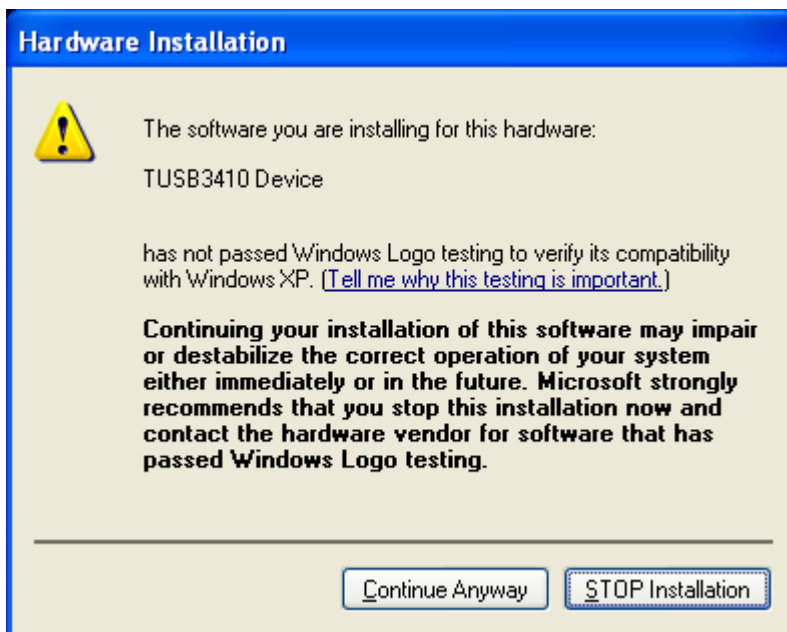 Hardware Installation
The software you are installing for this hardware:
TUSB3410 Device
has not passed Windows Logo testing to verify its compatibility
with Windows XP. (Tell me why this testing is important.)
Continuing your installation of this software may impair
or destabilize the correct operation of your system
either immediately or in the future. Microsoft strongly
recommends that you stop this installation now and
contact the hardware vendor for software that has
passed Windows Logo testing.
Continue Anyway
STOP Installation